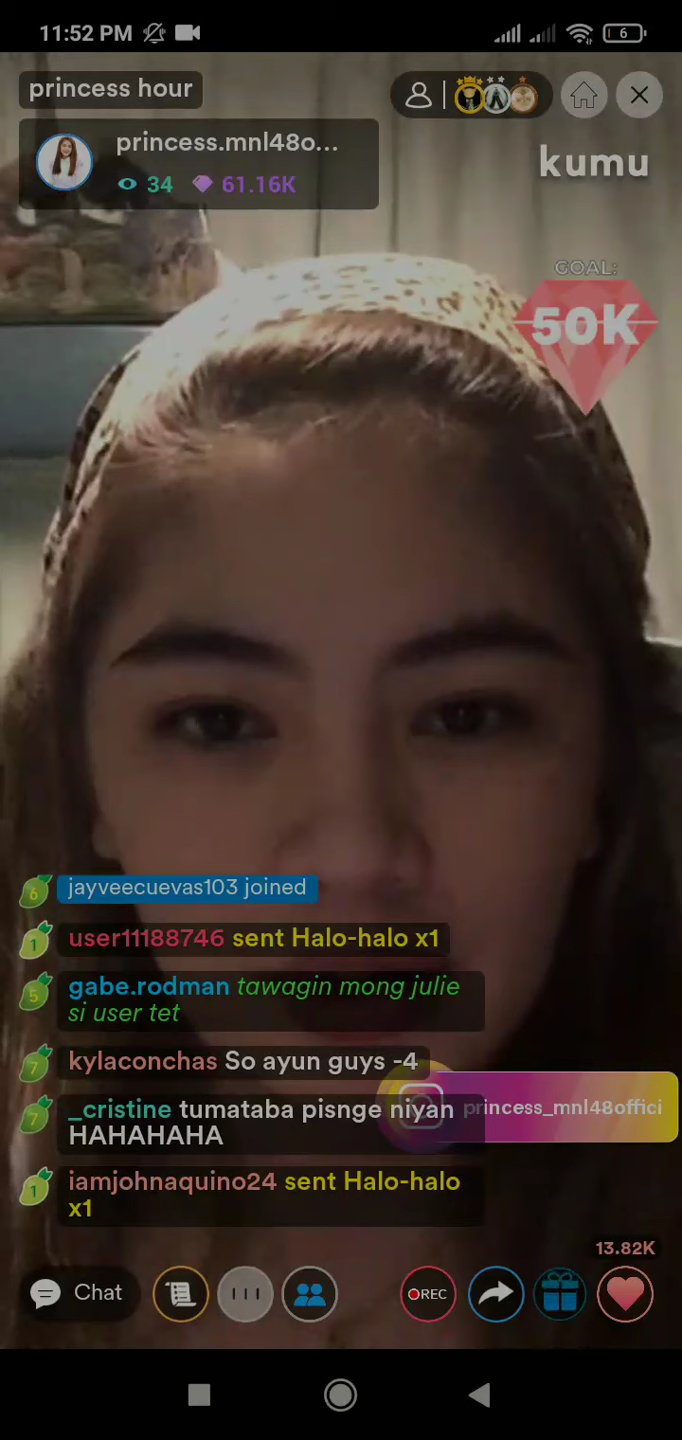 11:52 PM
6
princess hour
princess.mnl48o...
34 61.16K
kumu
GOAL:
50K
6 jayveecuevas103 joined
1 user11188746 sent Halo-halo x1
5 gabe.rodman tawagin mong julie
si user tet
7 kylaconchas So ayun guys -4
7 _cristine tumataba pisnge niyan
HAHAHAHA
princess_mnl48offici
1 iamjohnaquino24 sent Halo-halo
x1
13.82K
Chat
REC